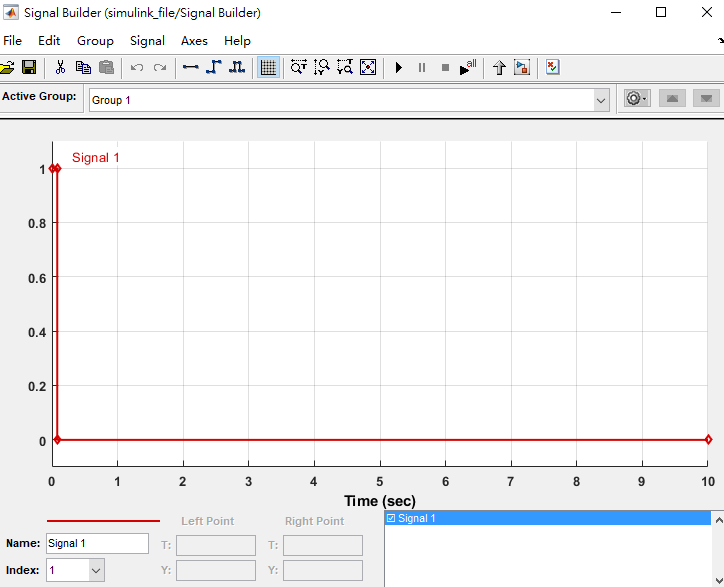 Signal Builder (simulink_file/Signal Builder)
File Edit Group Signal Axes Help
all
Active Group: Group 1
Signal 1
1
0.8
0.6
0.4
0.2
0
0 1 2 3 4 5 6 7 8 9 10
Time (sec)
Left Point Right Point
Name: Signal 1 T: T:
Index: 1 Y: Y:
Signal 1